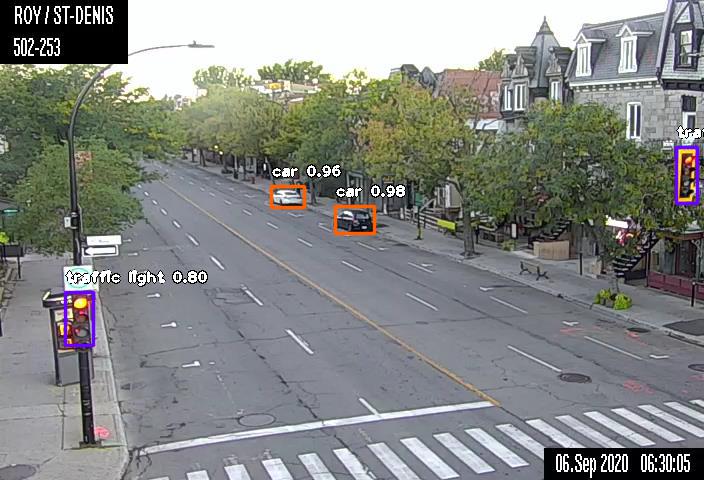 ROY / ST-DENIS
502-253
car 0.96
car 0.98
traf
traffic light 0.80
06.Sep 2020 06:30:05